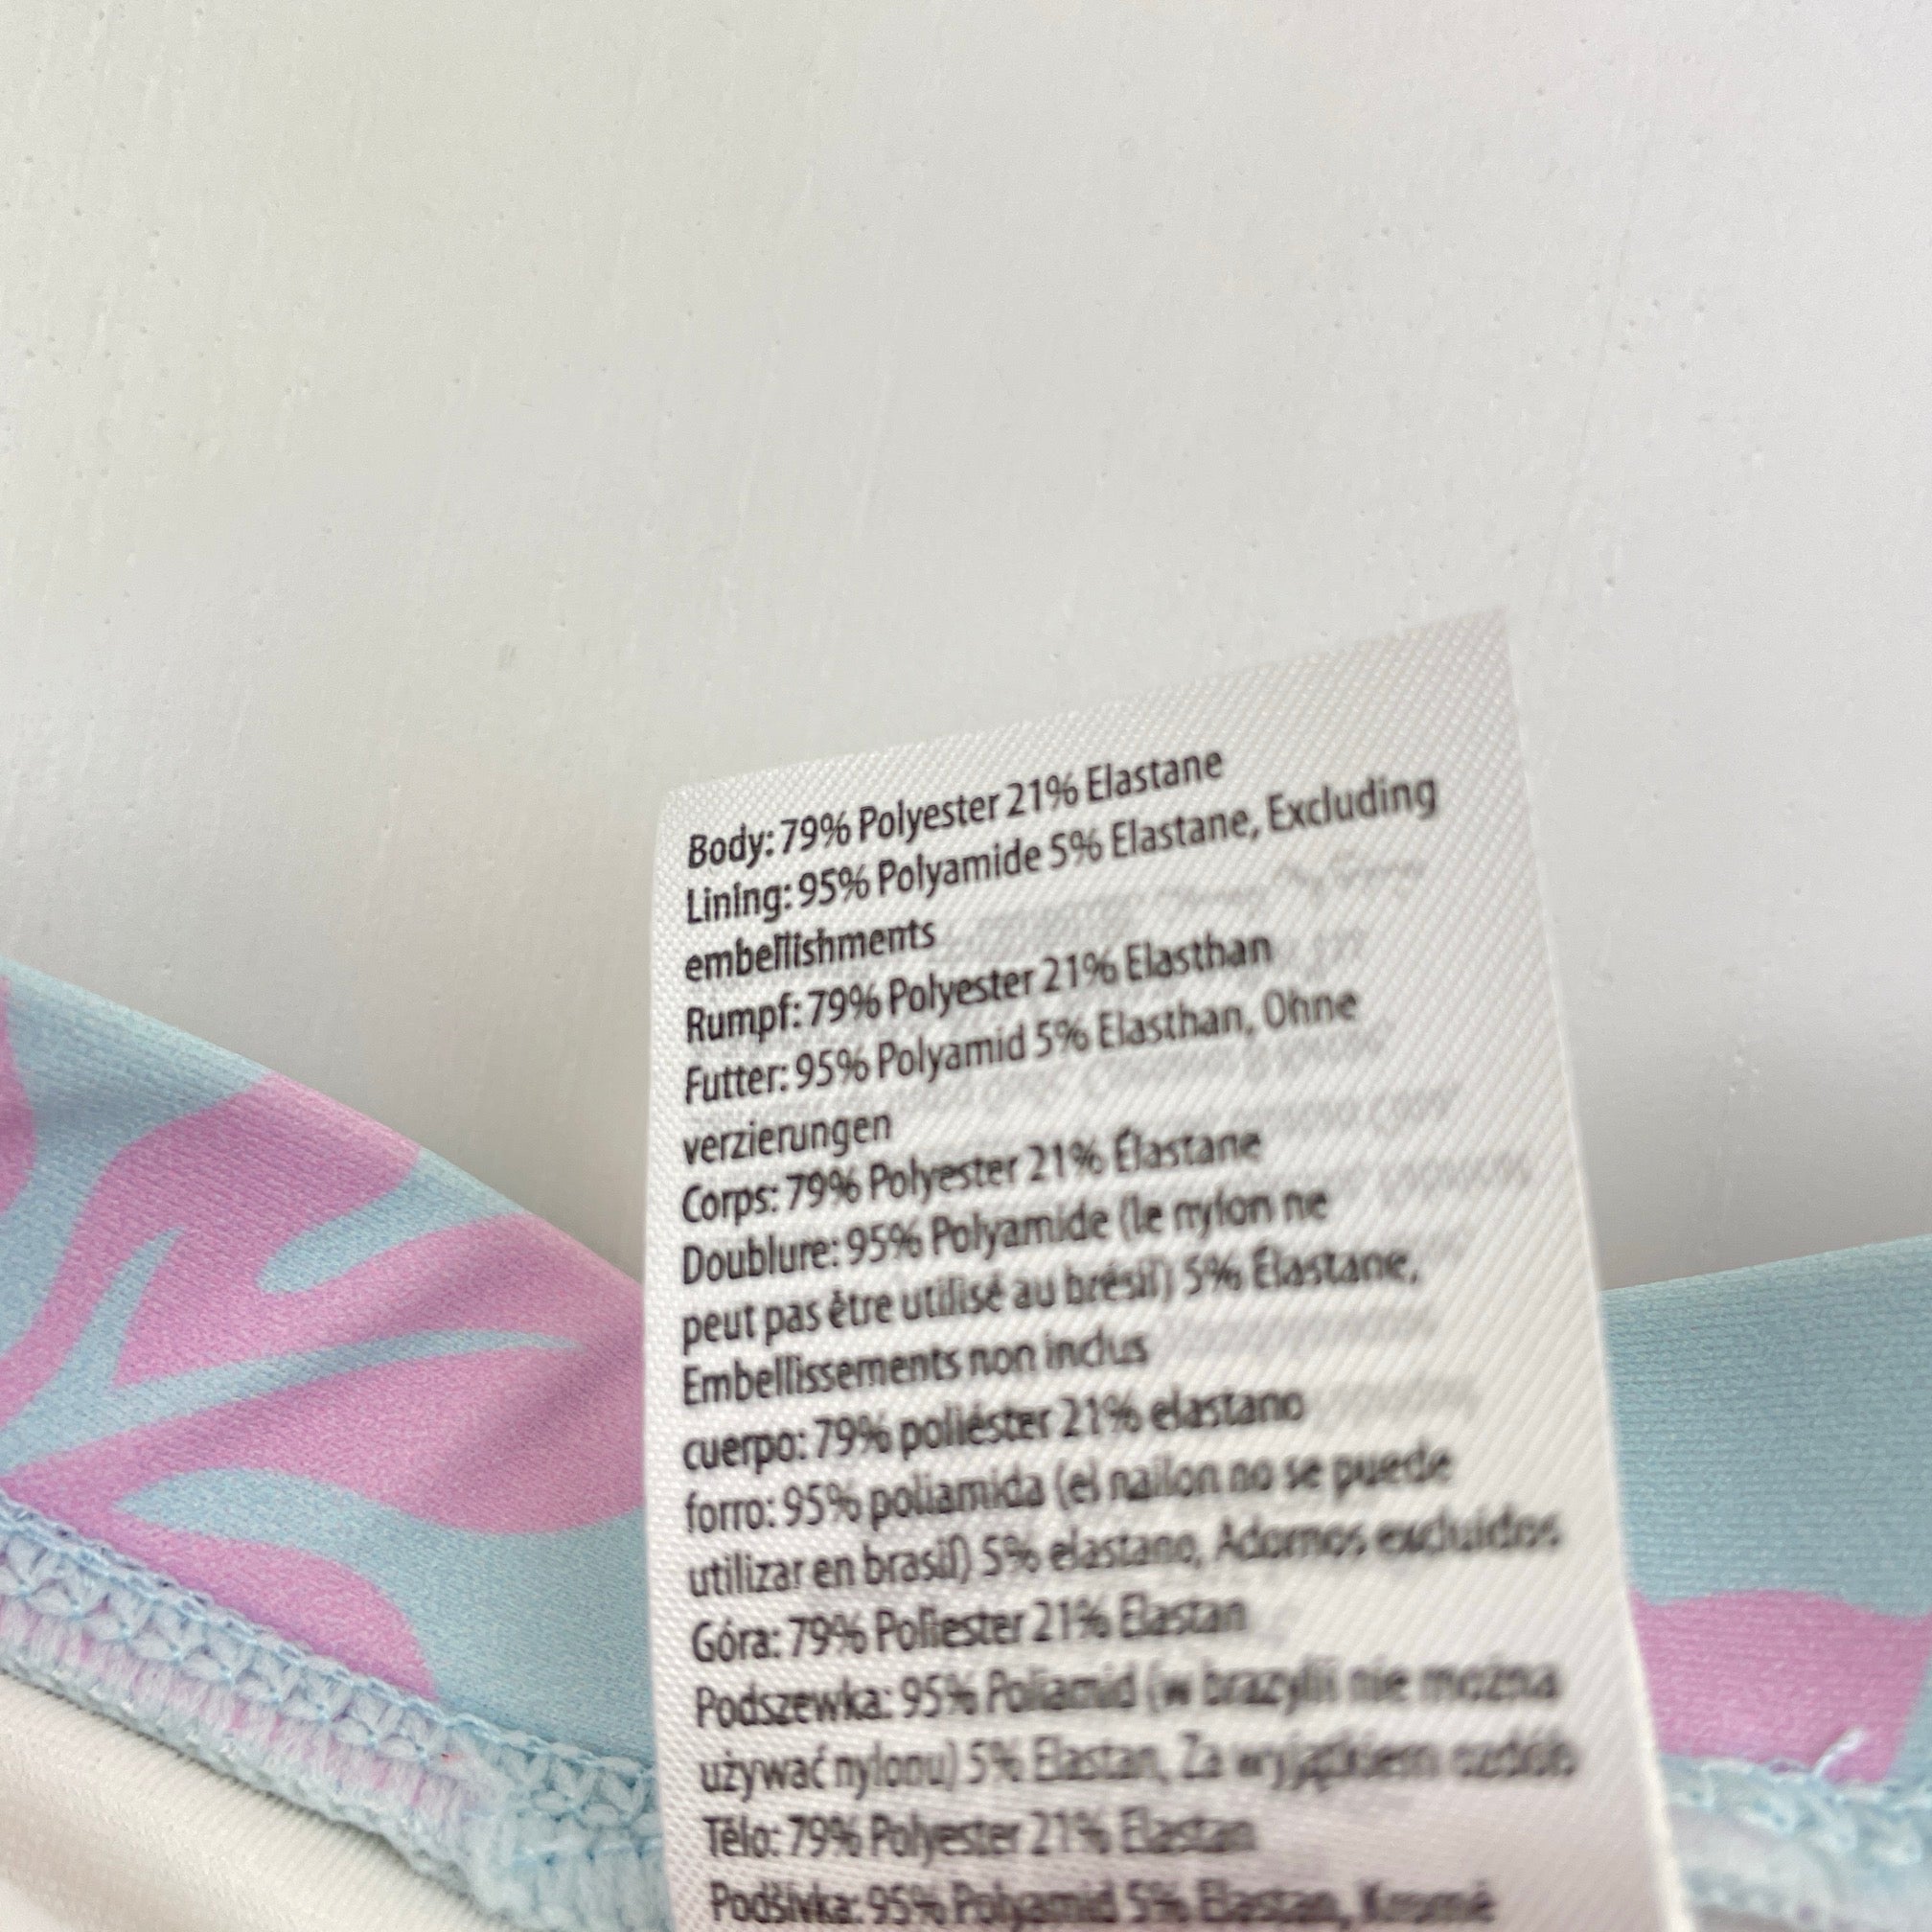 Body: 79% Polyester 21% Elastane
Lining: 95% Polyamide 5% Elastane, Excluding
embellishments
Rumpf: 79% Polyester 21% Elasthan
Futter: 95% Polyamid 5% Elasthan, Ohne
verzierungen
Corps: 79% Polyester 21% Élastane
Doublure: 95% Polyamide (le nylon ne
peut pas être utilisé au brésil) 5% Élastane,
Embellissements non inclus
cuerpo: 79% poliéster 21% elastano
forro: 95% poliamida (el nailon no se puede
utilizar en brasil) 5% elastano, Adornos excluidos
Góra: 79% Poliester 21% Elastan
Podszewka: 95% Poliamid (w brazylii nie można
używać nylonu) 5% Elastan, Za wyjątkiem ozdób
Tělo: 79% Polyester 21% Elastan
Podšívka: 95% Polyamid 5% Elastan, Kromě